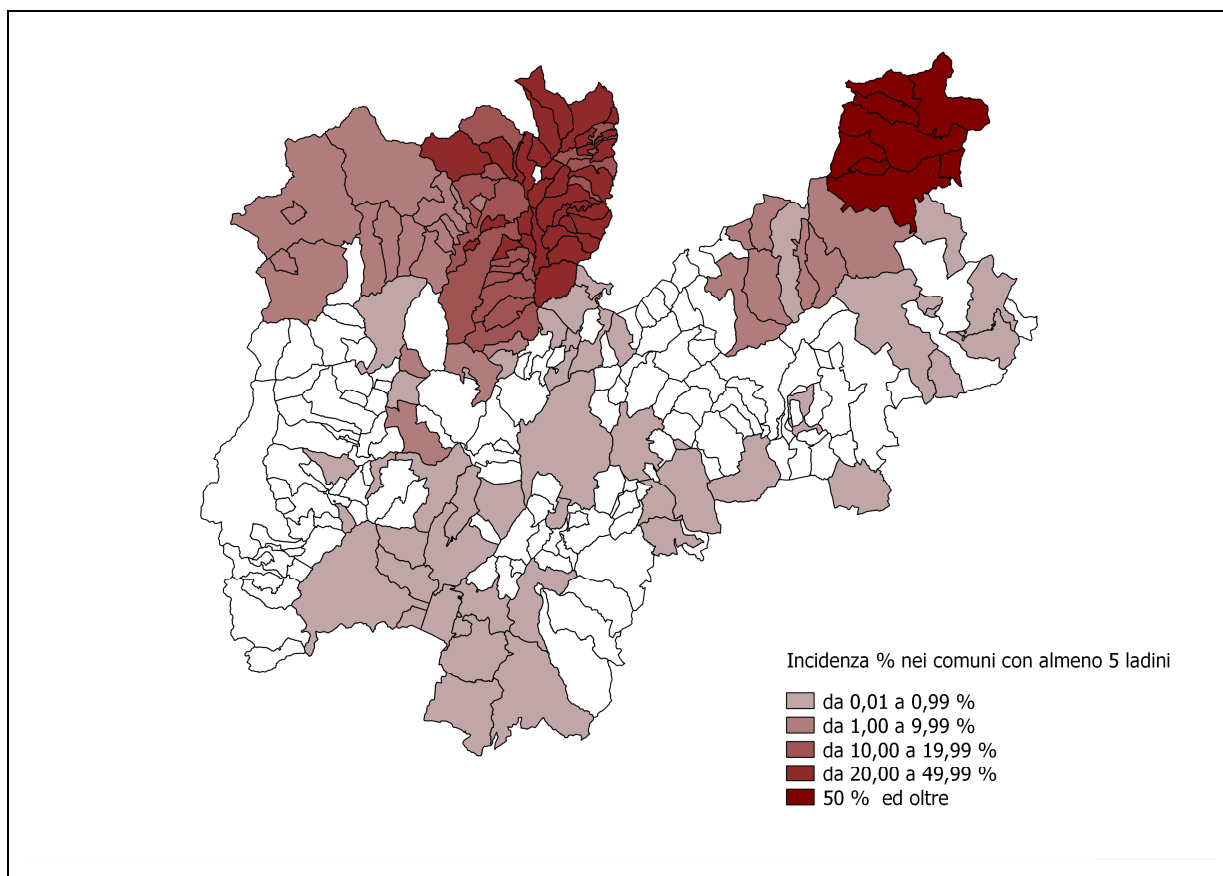 Incidenza % nei comuni con almeno 5 ladini
da 0,01 a 0,99 %
da 1,00 a 9,99 %
da 10,00 a 19,99 %
da 20,00 a 49,99 %
50 % ed oltre